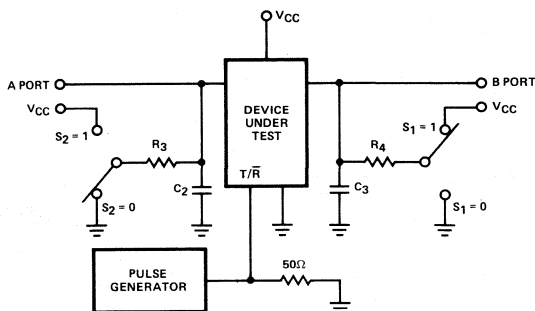 VCC
A PORT
B PORT
VCC
S2 = 1
R3
C2
S2 = 0
DEVICE
UNDER
TEST
T/R̅
C3
R4
S1 = 1
VCC
S1 = 0
PULSE
GENERATOR
50Ω